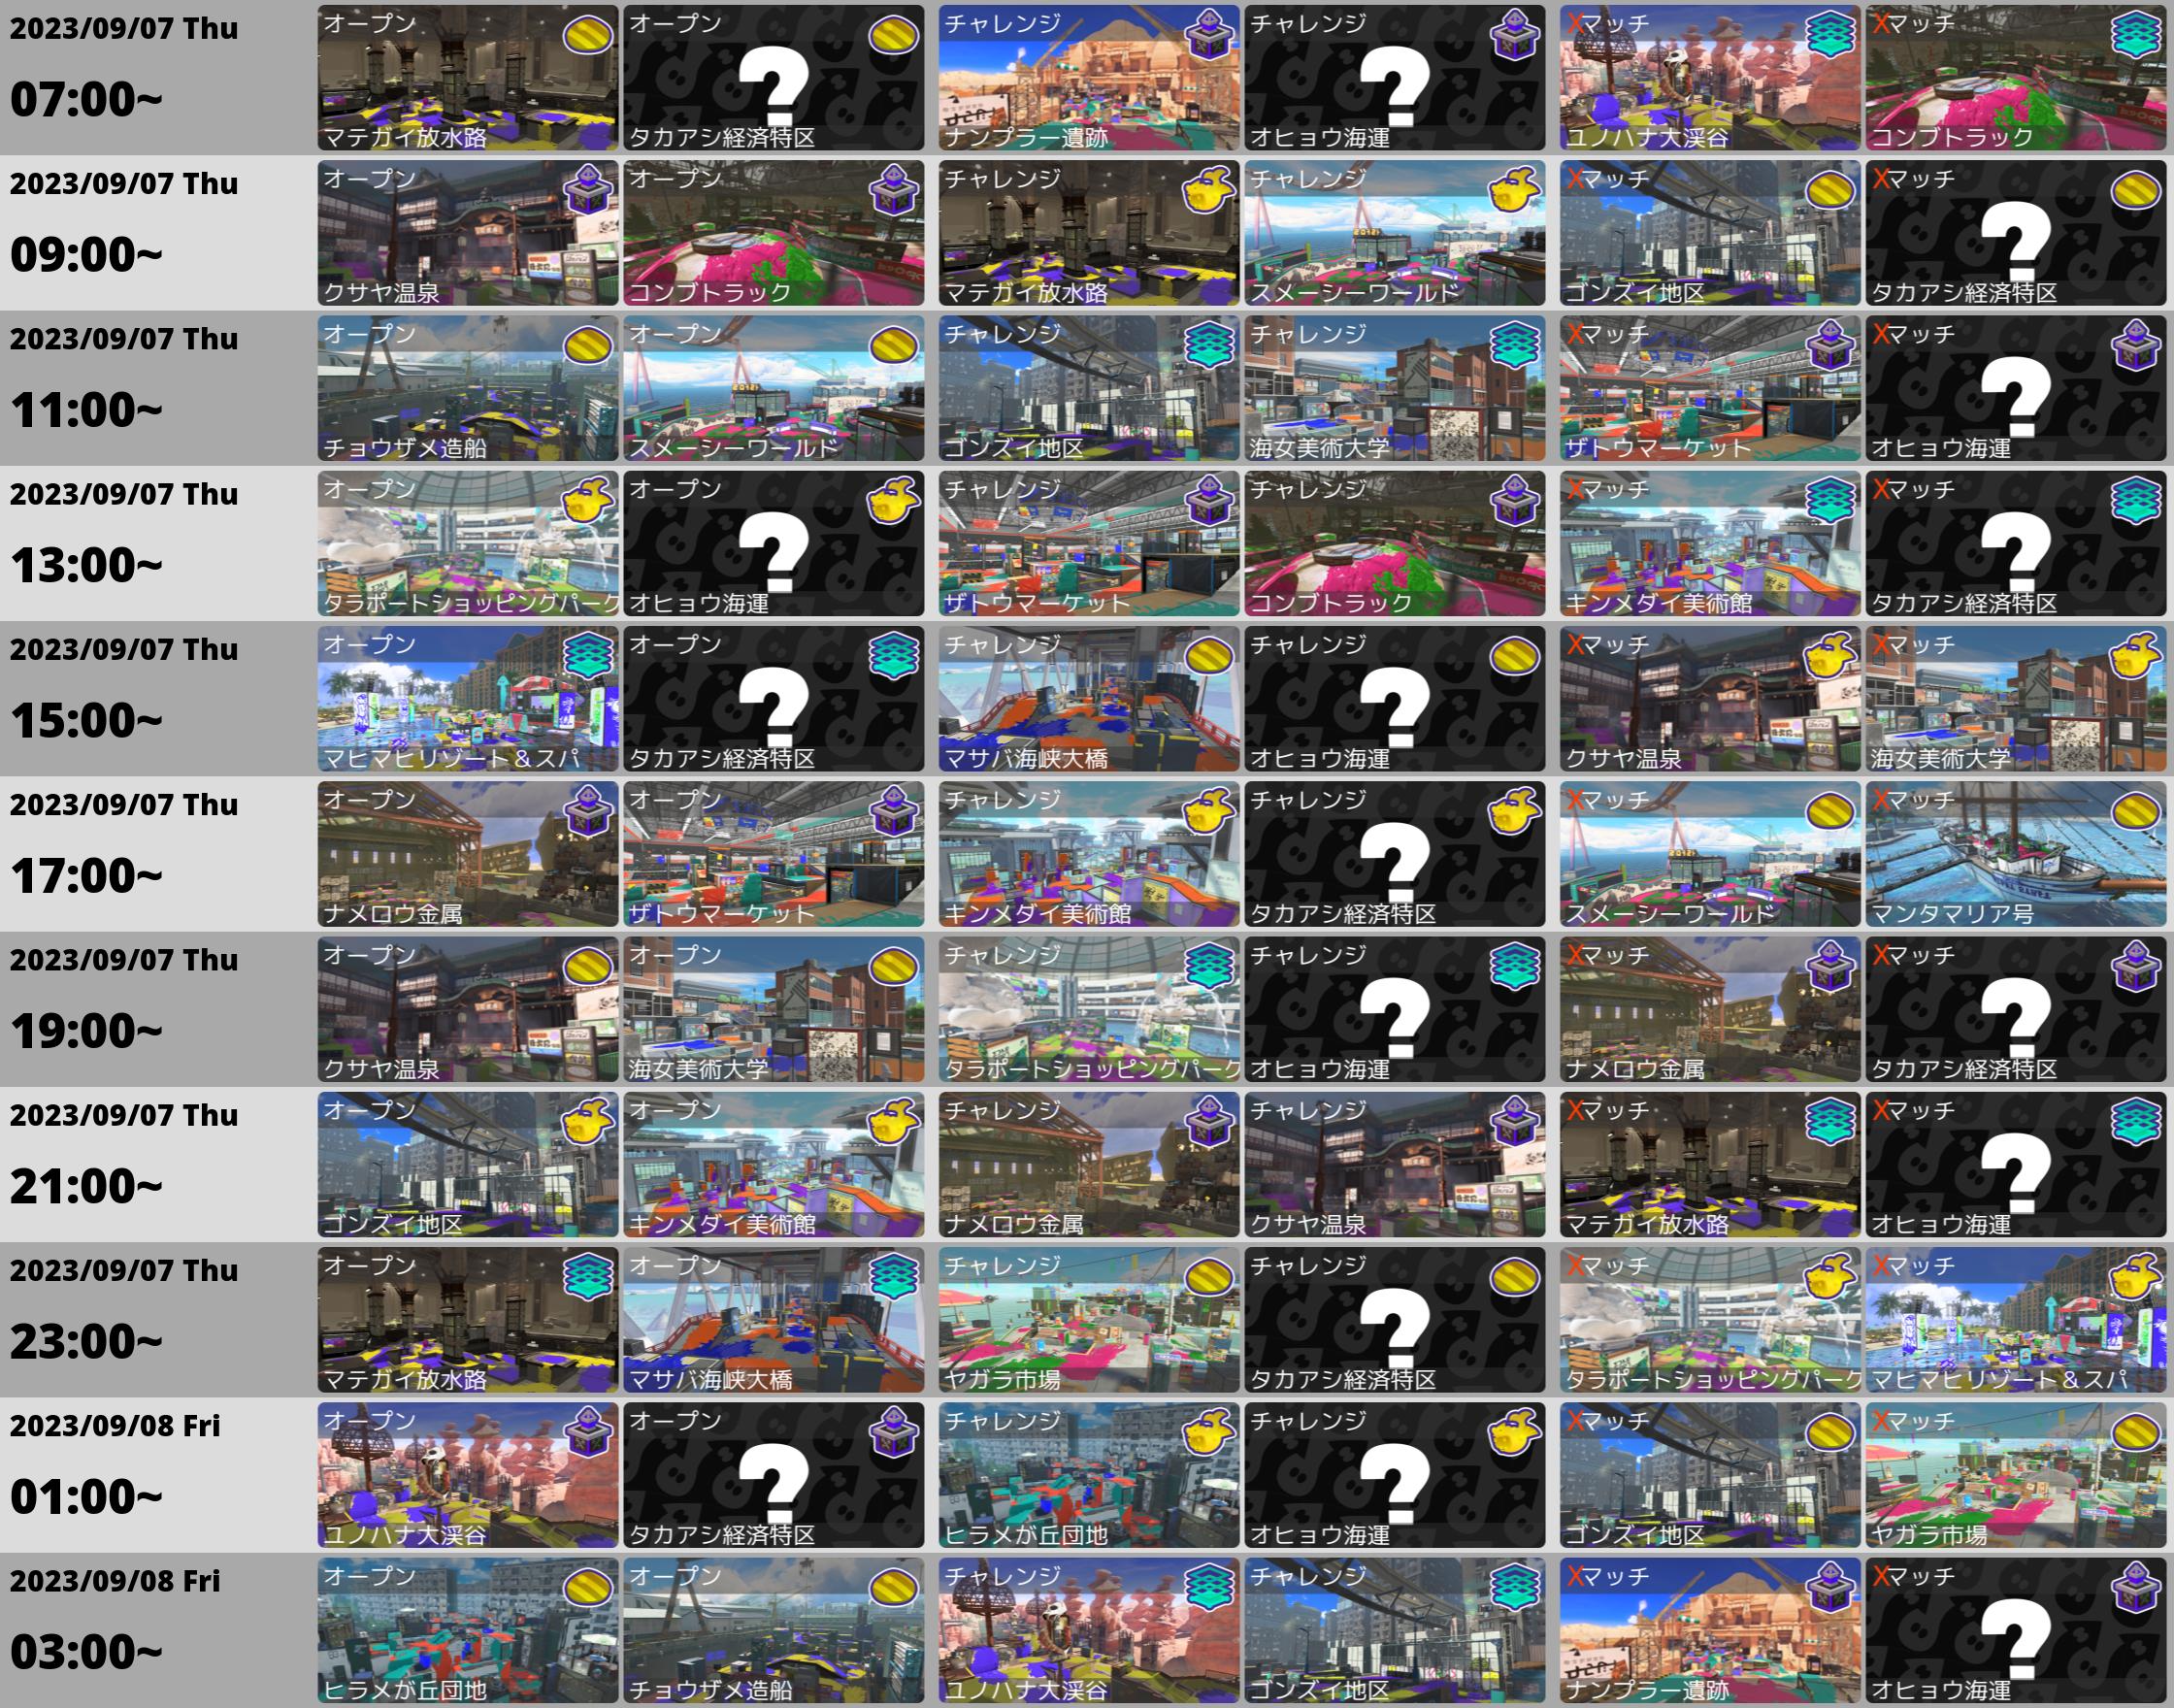 2023/09/07 Thu
07:00~
オープン オープン チャレンジ チャレンジ Xマッチ Xマッチ
マテガイ放水路 タカアシ経済特区 ナンプラー遺跡 オヒョウ海運 ユノハナ大渓谷 コンブトラック
2023/09/07 Thu
09:00~
オープン オープン チャレンジ チャレンジ Xマッチ Xマッチ
クサヤ温泉 コンブトラック マテガイ放水路 スメーシーワールド ゴンズイ地区 タカアシ経済特区
2023/09/07 Thu
11:00~
オープン オープン チャレンジ チャレンジ Xマッチ Xマッチ
チョウザメ造船 スメーシーワールド ゴンズイ地区 海女美術大学 ザトウマーケット オヒョウ海運
2023/09/07 Thu
13:00~
オープン オープン チャレンジ チャレンジ Xマッチ Xマッチ
タラポートショッピングパーク オヒョウ海運 ザトウマーケット コンブトラック キンメダイ美術館 タカアシ経済特区
2023/09/07 Thu
15:00~
オープン オープン チャレンジ チャレンジ Xマッチ Xマッチ
マヒマヒリゾート＆スパ タカアシ経済特区 マサバ海峡大橋 オヒョウ海運 クサヤ温泉 海女美術大学
2023/09/07 Thu
17:00~
オープン オープン チャレンジ チャレンジ Xマッチ Xマッチ
ナメロウ金属 ザトウマーケット キンメダイ美術館 タカアシ経済特区 スメーシーワールド マンタマリア号
2023/09/07 Thu
19:00~
オープン オープン チャレンジ チャレンジ Xマッチ Xマッチ
クサヤ温泉 海女美術大学 タラポートショッピングパーク オヒョウ海運 ナメロウ金属 タカアシ経済特区
2023/09/07 Thu
21:00~
オープン オープン チャレンジ チャレンジ Xマッチ Xマッチ
ゴンズイ地区 キンメダイ美術館 ナメロウ金属 クサヤ温泉 マテガイ放水路 オヒョウ海運
2023/09/07 Thu
23:00~
オープン オープン チャレンジ チャレンジ Xマッチ Xマッチ
マテガイ放水路 マサバ海峡大橋 ヤガラ市場 タカアシ経済特区 タラポートショッピングパーク マヒマヒリゾート＆スパ
2023/09/08 Fri
01:00~
オープン オープン チャレンジ チャレンジ Xマッチ Xマッチ
ユノハナ大渓谷 タカアシ経済特区 ヒラメが丘団地 オヒョウ海運 ゴンズイ地区 ヤガラ市場
2023/09/08 Fri
03:00~
オープン オープン チャレンジ チャレンジ Xマッチ Xマッチ
ヒラメが丘団地 チョウザメ造船 ユノハナ大渓谷 ゴンズイ地区 ナンプラー遺跡 オヒョウ海運